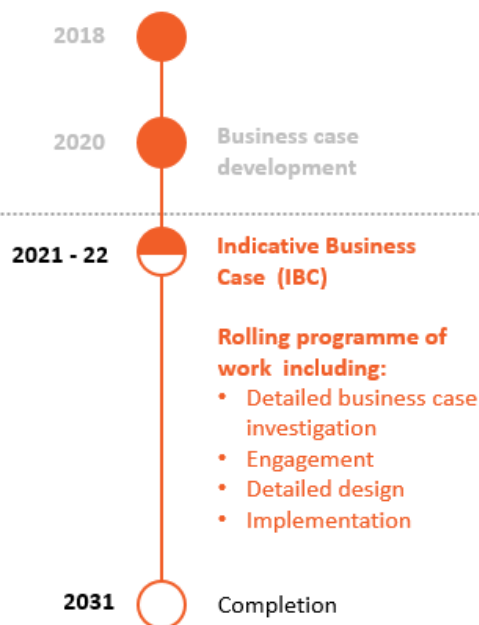 2018
2020
Business case
development
2021 - 22
Indicative Business
Case (IBC)
Rolling programme of
work including:
• Detailed business case
investigation
• Engagement
• Detailed design
• Implementation
2031
Completion